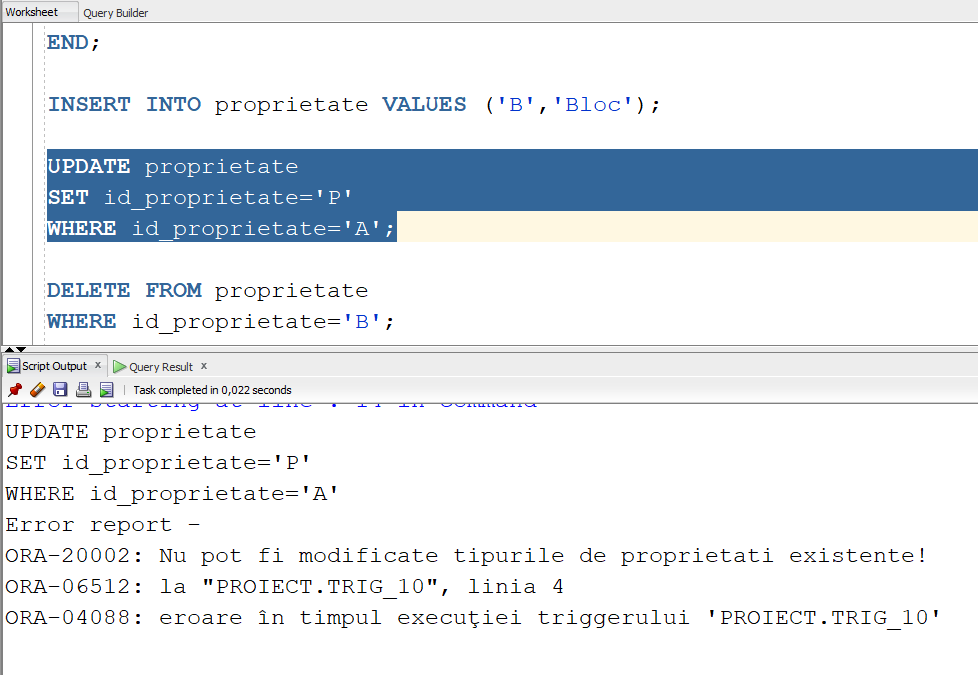 Worksheet Query Builder
END;
INSERT INTO proprietate VALUES ('B','Bloc');
UPDATE proprietate
SET id_proprietate='P'
WHERE id_proprietate='A';
DELETE FROM proprietate
WHERE id_proprietate='B';
Script Output x Query Result x
Task completed in 0,022 seconds
Error starting at line : 14 in command
UPDATE proprietate
SET id_proprietate='P'
WHERE id_proprietate='A'
Error report -
ORA-20002: Nu pot fi modificate tipurile de proprietati existente!
ORA-06512: la "PROIECT.TRIG_10", linia 4
ORA-04088: eroare în timpul execuţiei triggerului 'PROIECT.TRIG_10'